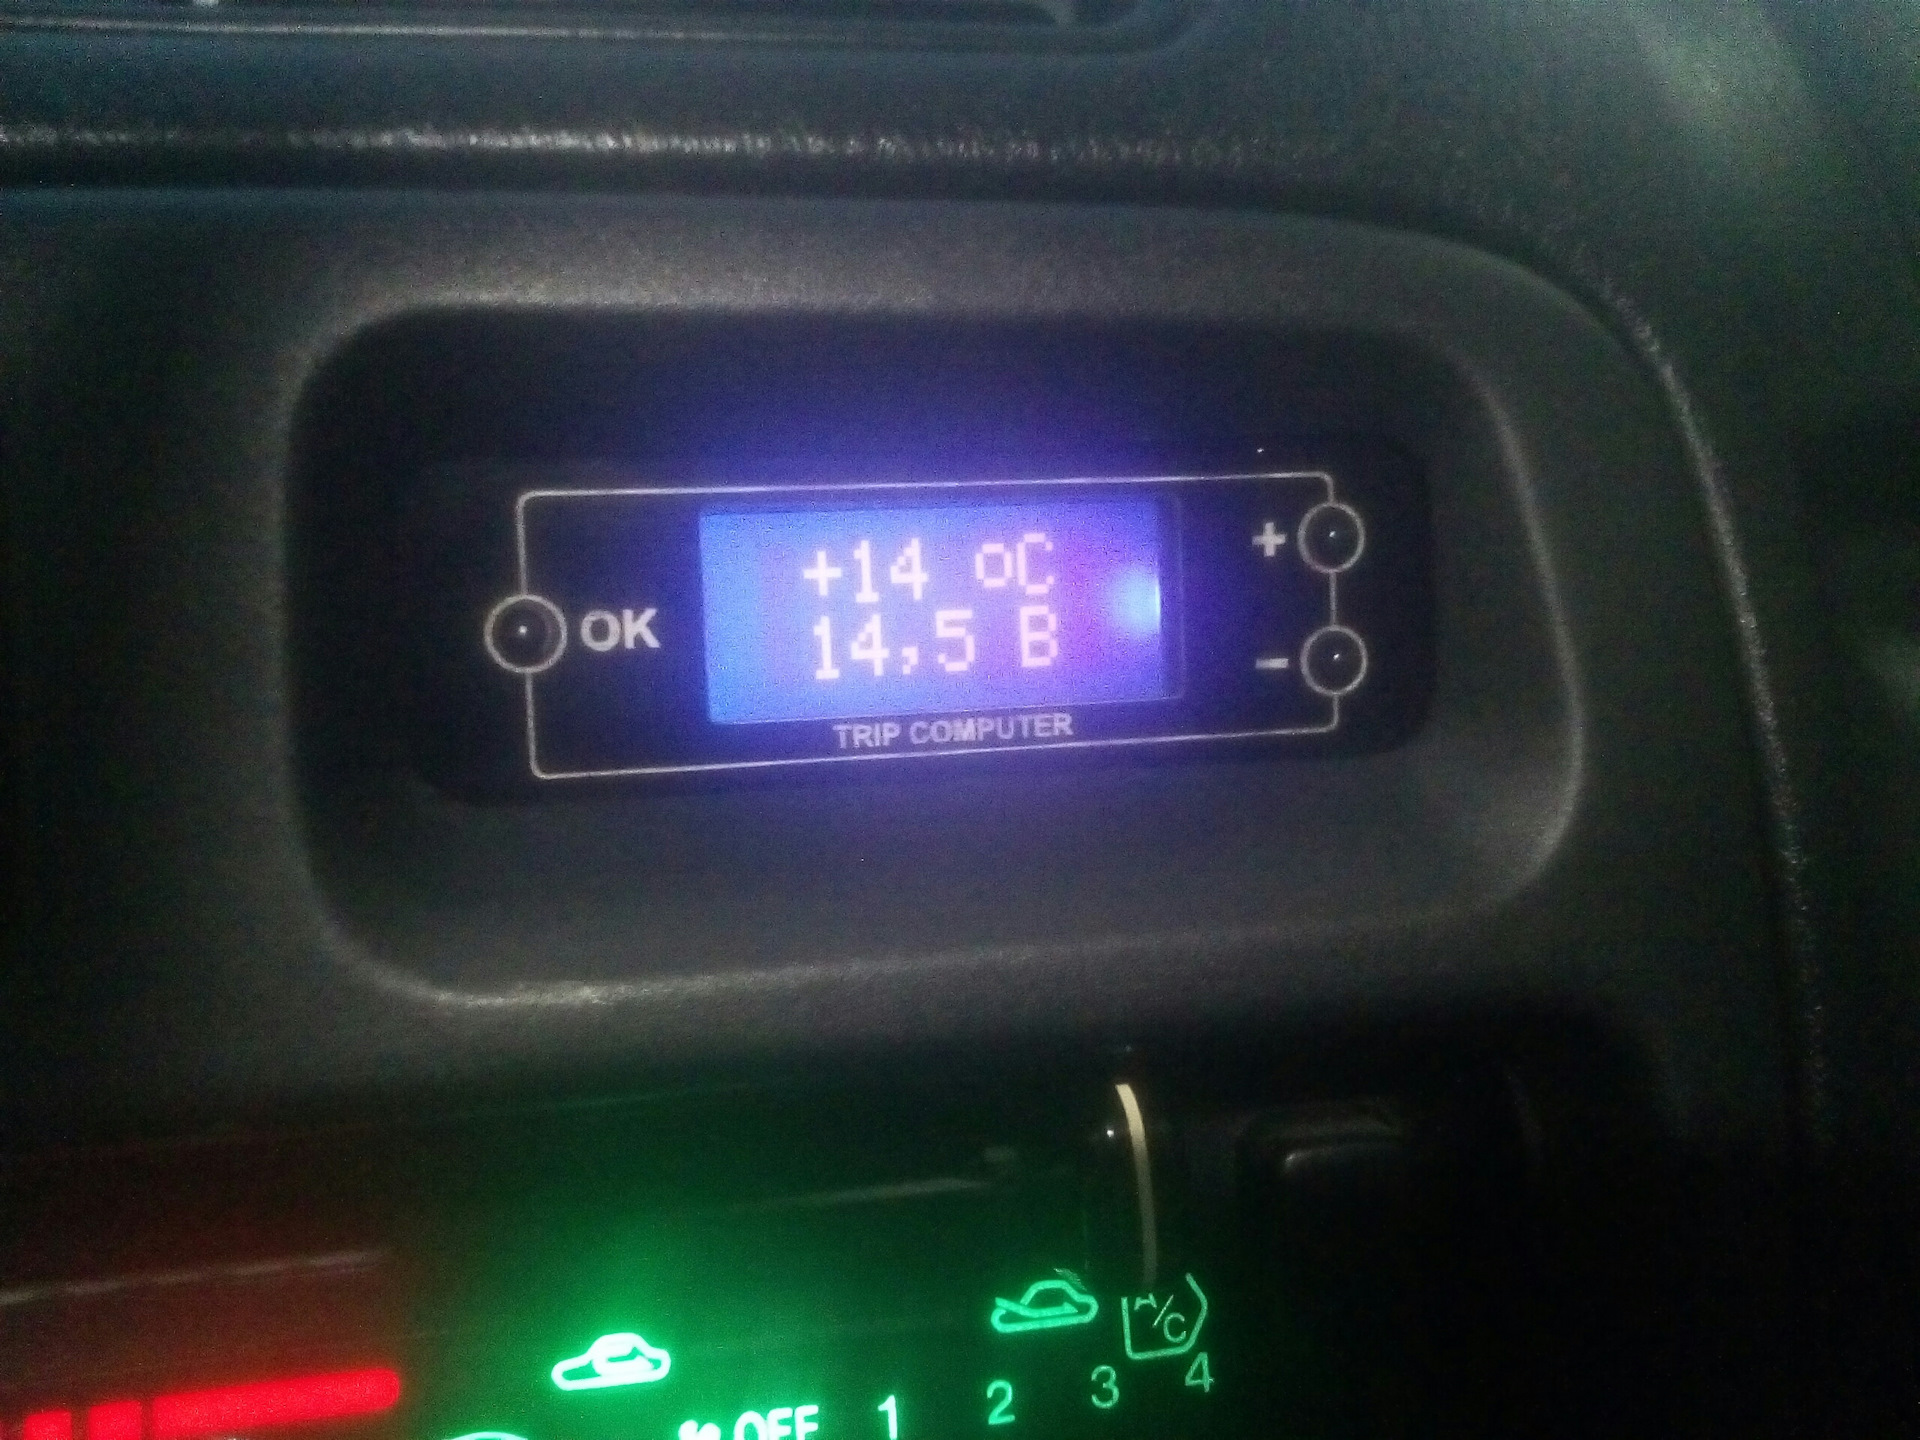 +14 oC
14,5 В
OK
+
-
TRIP COMPUTER
A/C
OFF 1 2 3 4